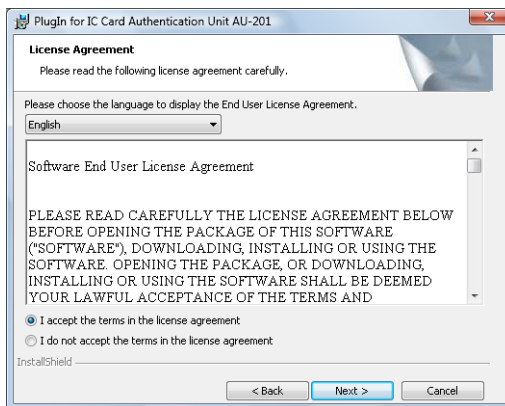 PlugIn for IC Card Authentication Unit AU-201
License Agreement
Please read the following license agreement carefully.
Please choose the language to display the End User License Agreement.
English
Software End User License Agreement
PLEASE READ CAREFULLY THE LICENSE AGREEMENT BELOW
BEFORE OPENING THE PACKAGE OF THIS SOFTWARE
("SOFTWARE"), DOWNLOADING, INSTALLING OR USING THE
SOFTWARE. OPENING THE PACKAGE, OR DOWNLOADING,
INSTALLING OR USING THE SOFTWARE SHALL BE DEEMED
YOUR LAWFUL ACCEPTANCE OF THE TERMS AND
I accept the terms in the license agreement
I do not accept the terms in the license agreement
InstallShield
< Back Next > Cancel